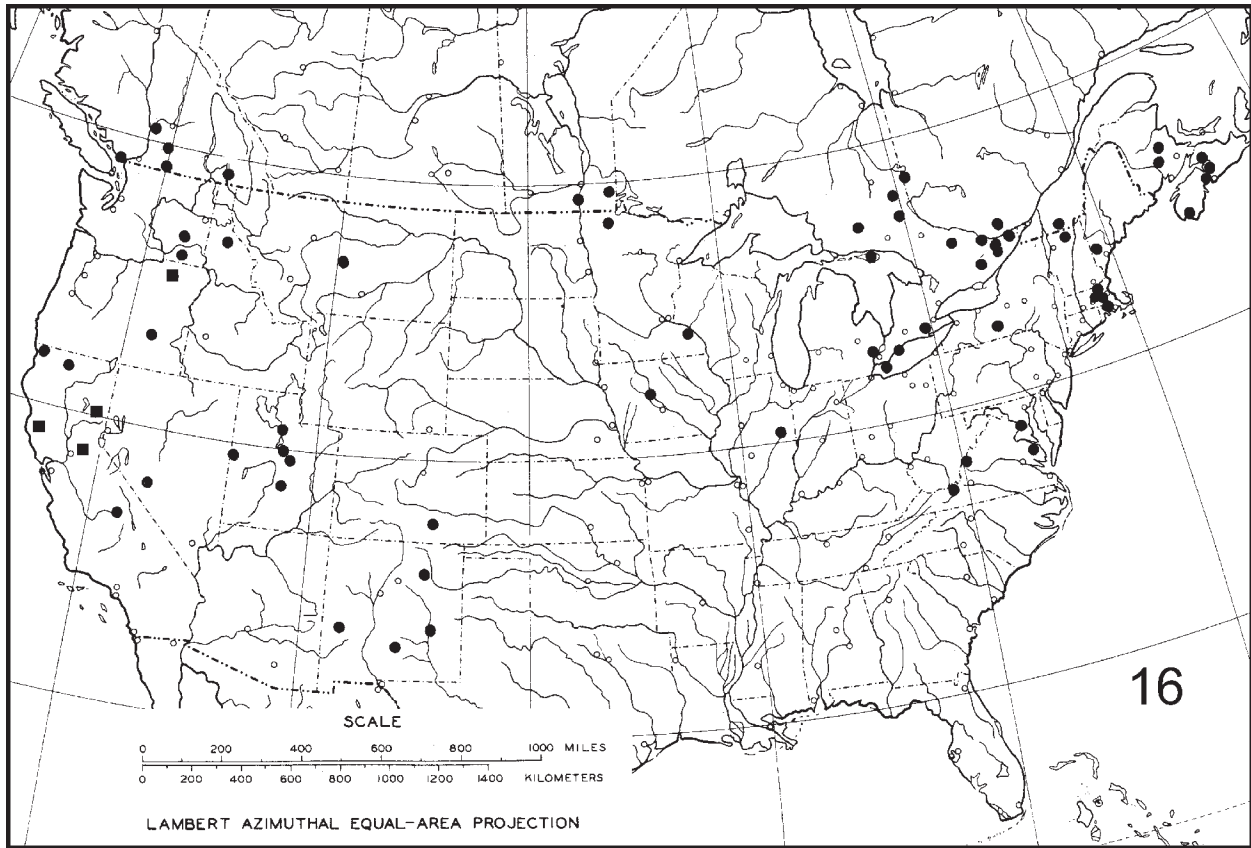 16
SCALE
0 200 400 600 800 1000 MILES
0 200 400 600 800 1000 1200 1400 KILOMETERS
LAMBERT AZIMUTHAL EQUAL-AREA PROJECTION